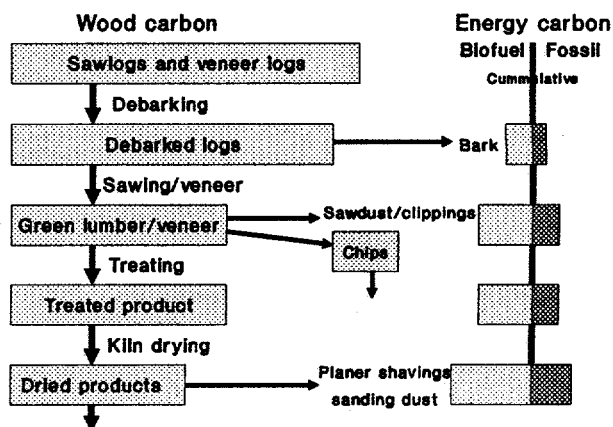 Wood carbon
Energy carbon
Biofuel Fossil
Cummulative
Sawlogs and veneer logs
Debarking
Debarked logs
Bark
Sawing/veneer
Green lumber/veneer
Sawdust/clippings
Chips
Treating
Treated product
Kiln drying
Dried products
Planer shavings
sanding dust